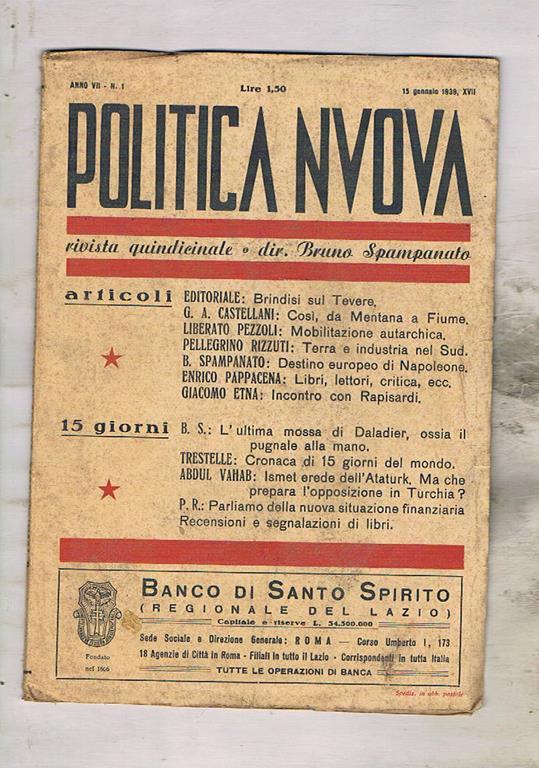 ANNO VII - N. 1
Lire 1,50
15 gennaio 1939, XVII
POLITICA NVOVA
rivista quindicinale o dir. Bruno Spampanato
articoli
EDITORIALE: Brindisi sul Tevere.
G. A. CASTELLANI: Così, da Mentana a Fiume.
LIBERATO PEZZOLI: Mobilitazione autarchica.
PELLEGRINO RIZZUTI: Terra e industria nel Sud.
B. SPAMPANATO: Destino europeo di Napoleone.
ENRICO PAPPACENA: Libri, lettori, critica, ecc.
GIACOMO ETNA: Incontro con Rapisardi.
15 giorni
B. S.: L'ultima mossa di Daladier, ossia il
pugnale alla mano.
TRESTELLE: Cronaca di 15 giorni del mondo.
ABDUL VAHAB: Ismet erede dell'Ataturk. Ma che
prepara l'opposizione in Turchia?
P. R.: Parliamo della nuova situazione finanziaria
Recensioni e segnalazioni di libri.
BANCO DI SANTO SPIRITO
(REGIONALE DEL LAZIO)
Capitale e riserve L. 34.500.000
Sede Sociale e Direzione Generale: ROMA — Corso Umberto I, 173
18 Agenzie di Città in Roma - Filiali in tutto il Lazio - Corrispondenti in tutta Italia
TUTTE LE OPERAZIONI DI BANCA
Fondato
nel
Spediz. in abb. postale